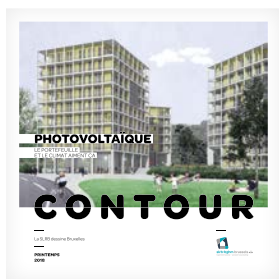 PHOTOVOLTAÏQUE
LE PORTEFEUILLE
ET LE CLIMAT AIMENT ÇA
CONTOUR
La SLRB dessine Bruxelles
PRINTEMPS
2018